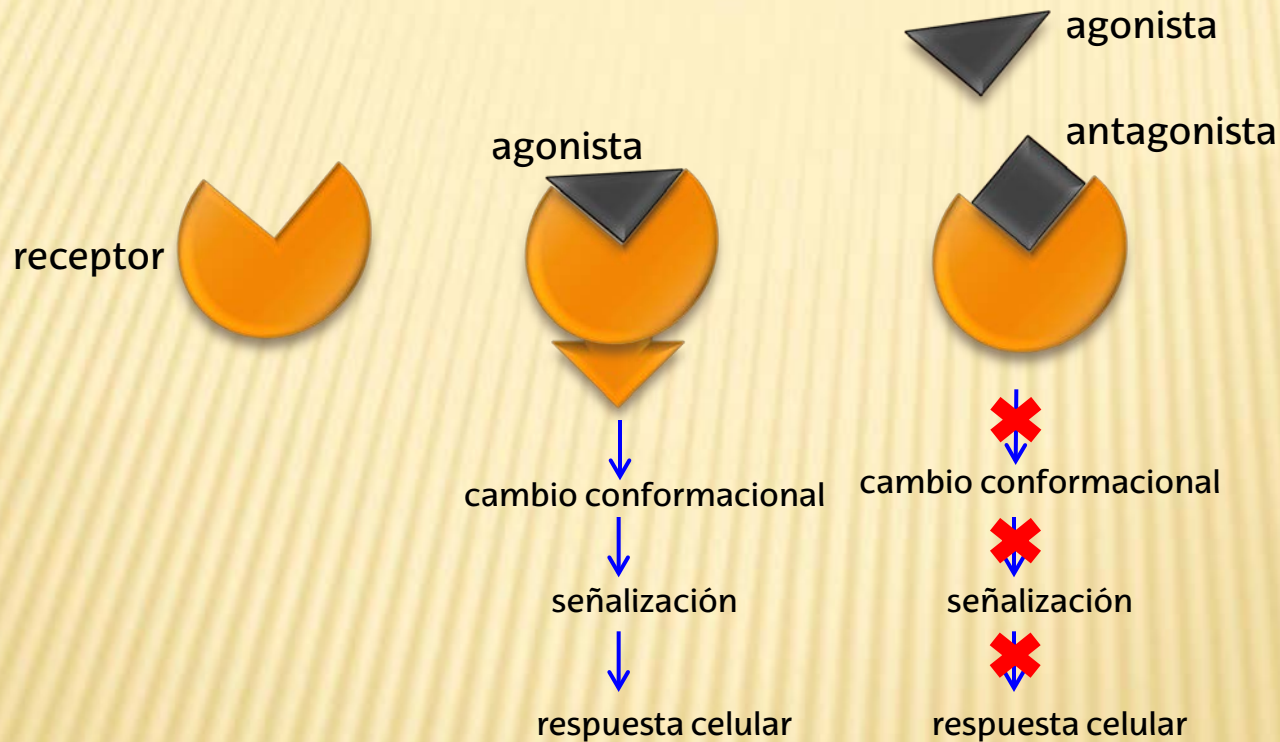 receptor
agonista
cambio conformacional
señalización
respuesta celular
agonista
antagonista
cambio conformacional
señalización
respuesta celular